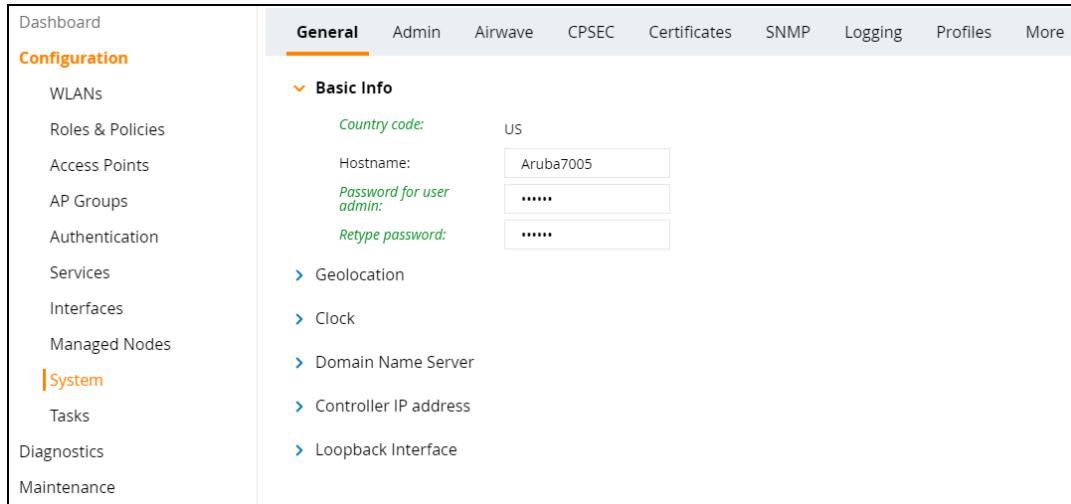 Dashboard
Configuration
WLANs
Roles & Policies
Access Points
AP Groups
Authentication
Services
Interfaces
Managed Nodes
System
Tasks
Diagnostics
Maintenance
General Admin Airwave CPSEC Certificates SNMP Logging Profiles More
Basic Info
Country code: US
Hostname: Aruba7005
Password for user
admin: ••••••
Retype password: ••••••
Geolocation
Clock
Domain Name Server
Controller IP address
Loopback Interface